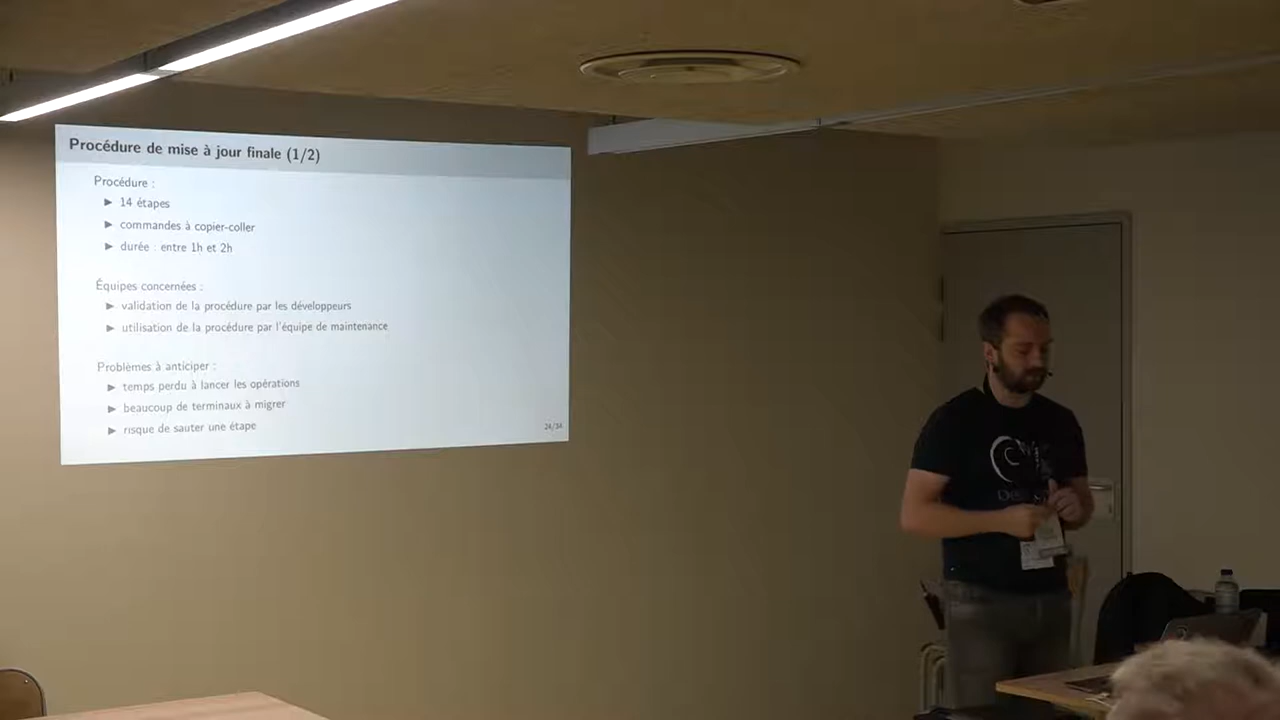 Procédure de mise à jour finale (1/2)
Procédure :
▶ 14 étapes
▶ commandes à copier-coller
▶ durée : entre 1h et 2h
Équipes concernées :
▶ validation de la procédure par les développeurs
▶ utilisation de la procédure par l'équipe de maintenance
Problèmes à anticiper :
▶ temps perdu à lancer les opérations
▶ beaucoup de terminaux à migrer
▶ risque de sauter une étape
24/34